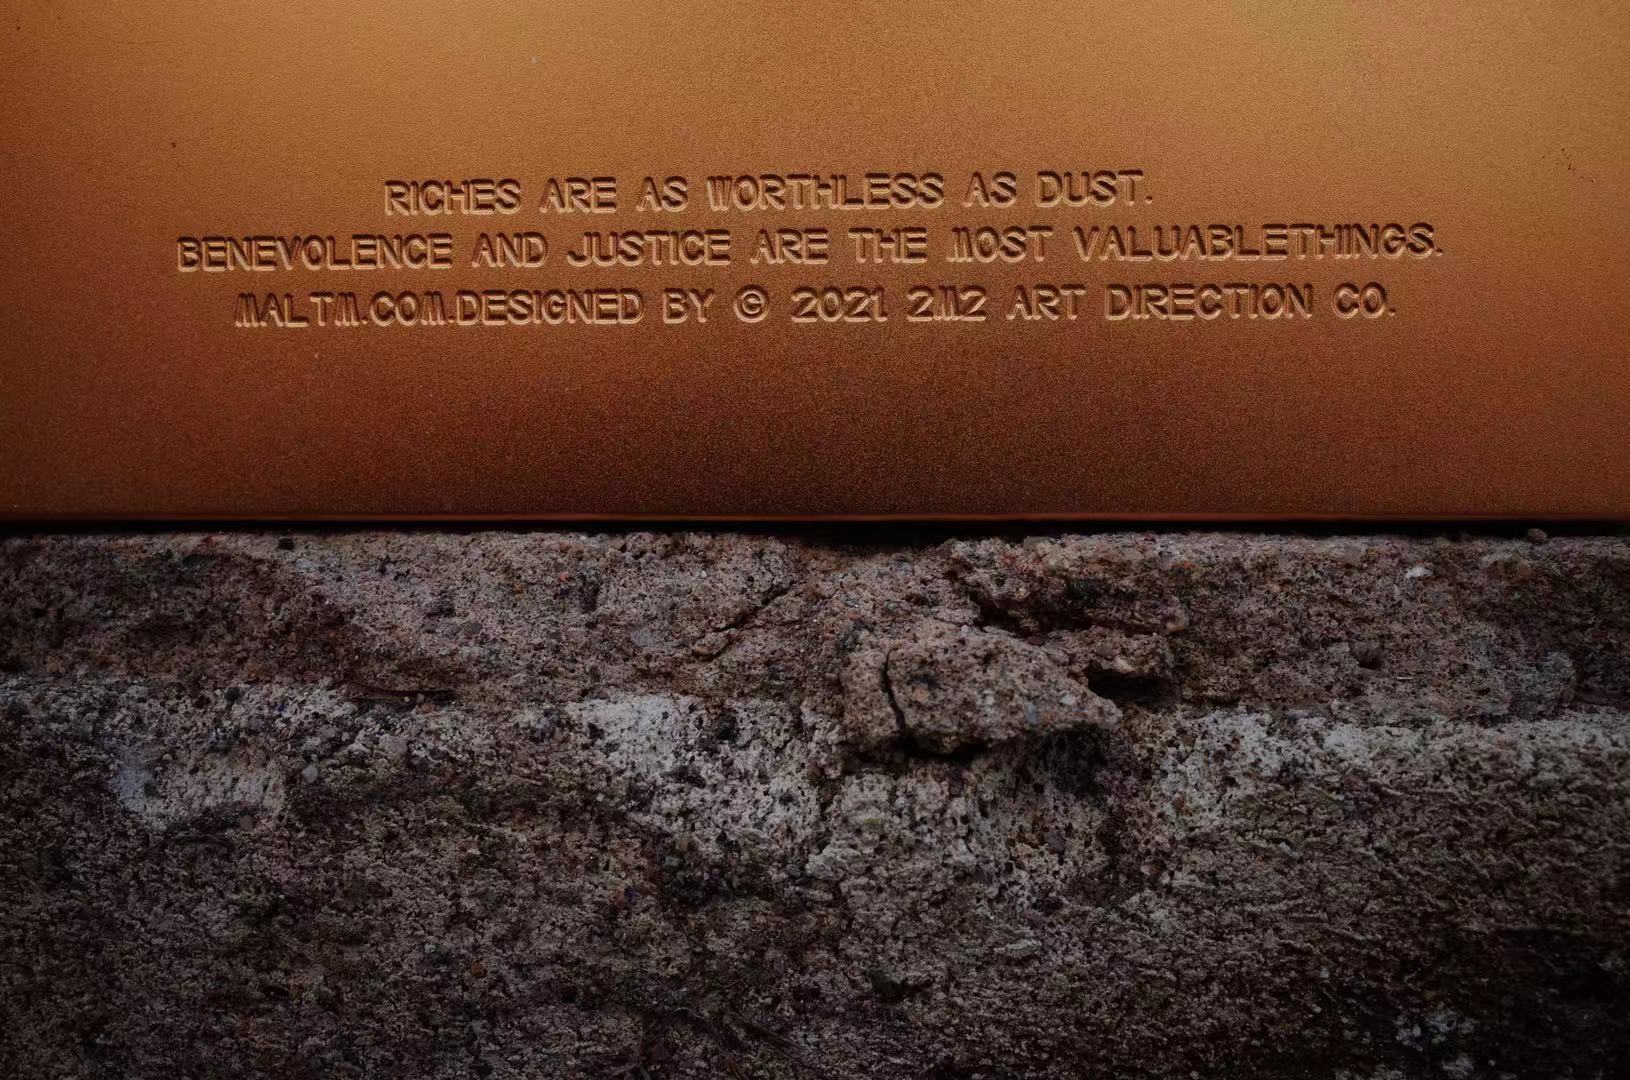 RICHES ARE AS WORTHLESS AS DUST.
BENEVOLENCE AND JUSTICE ARE THE MOST VALUABLETHINGS.
MALTM.COM.DESIGNED BY © 2021 2M2 ART DIRECTION CO.